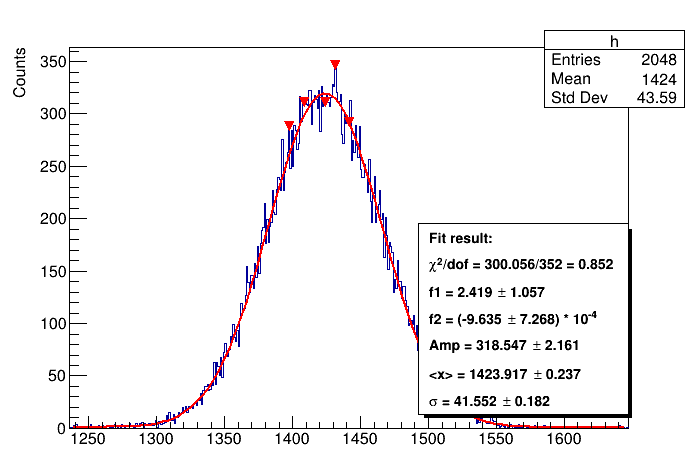 h
Entries 2048
Mean 1424
Std Dev 43.59
Counts
350
300
250
200
150
100
50
0
Fit result:
χ²/dof = 300.056/352 = 0.852
f1 = 2.419 ± 1.057
f2 = (-9.635 ± 7.268) * 10⁻⁴
Amp = 318.547 ± 2.161
<x> = 1423.917 ± 0.237
σ = 41.552 ± 0.182
1250 1300 1350 1400 1450 1500 1550 1600